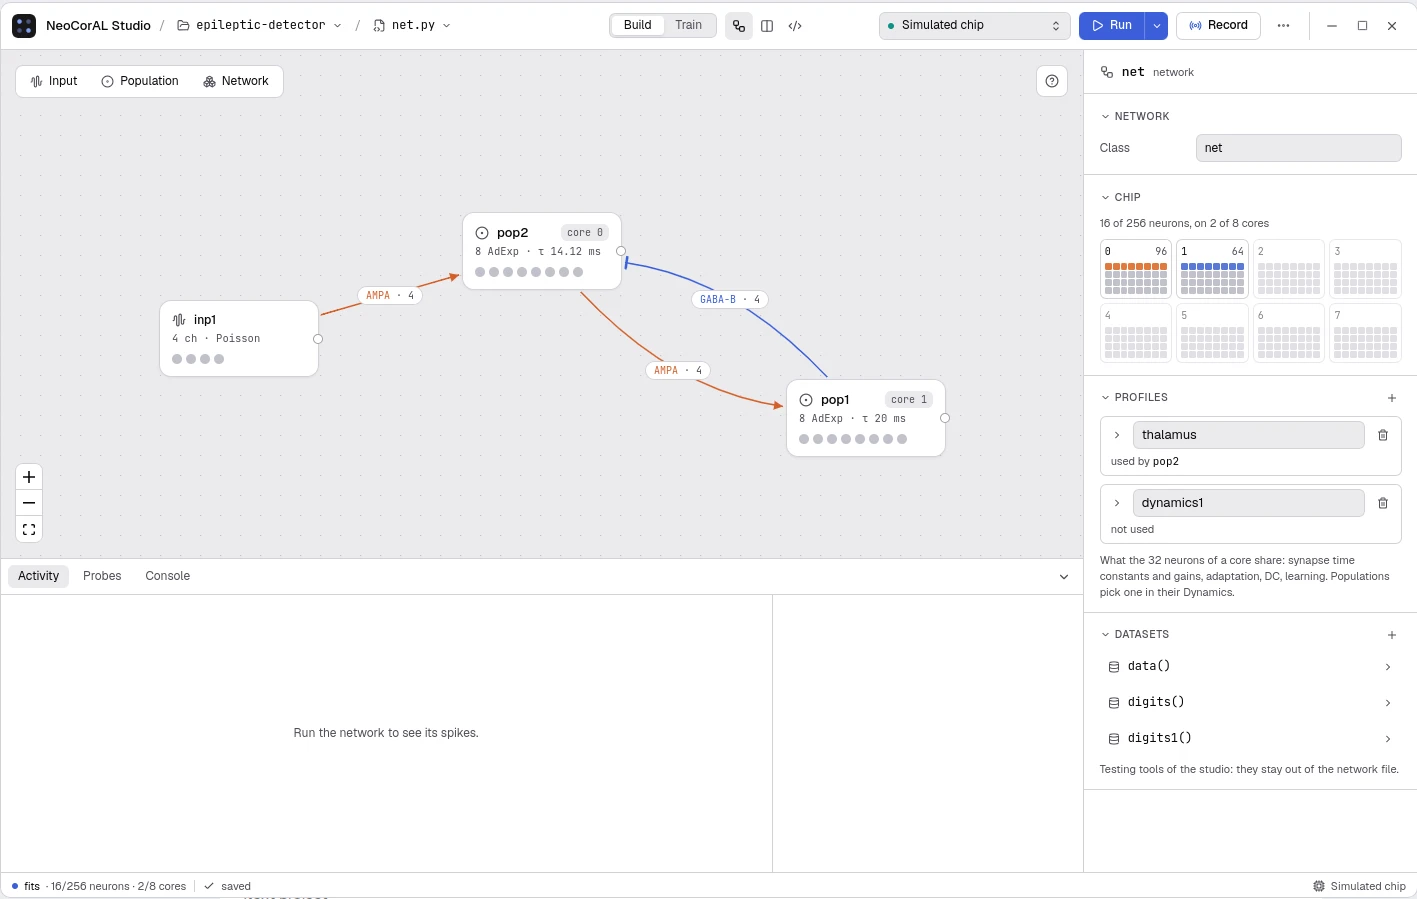 NeoCorAL Studio / epileptic-detector / net.py
Build Train
Simulated chip
Run
Record
Input Population Network
pop2 core 0
8 AdExp · τ 14.12 ms
AMPA · 4
GABA-B · 4
inp1
4 ch · Poisson
AMPA · 4
pop1 core 1
8 AdExp · τ 20 ms
Activity Probes Console
Run the network to see its spikes.
net network
NETWORK
Class net
CHIP
16 of 256 neurons, on 2 of 8 cores
0 96 1 64 2 3
4 5 6 7
PROFILES
thalamus
used by pop2
dynamics1
not used
What the 32 neurons of a core share: synapse time
constants and gains, adaptation, DC, learning. Populations
pick one in their Dynamics.
DATASETS
data()
digits()
digits1()
Testing tools of the studio: they stay out of the network file.
fits · 16/256 neurons · 2/8 cores saved
Simulated chip